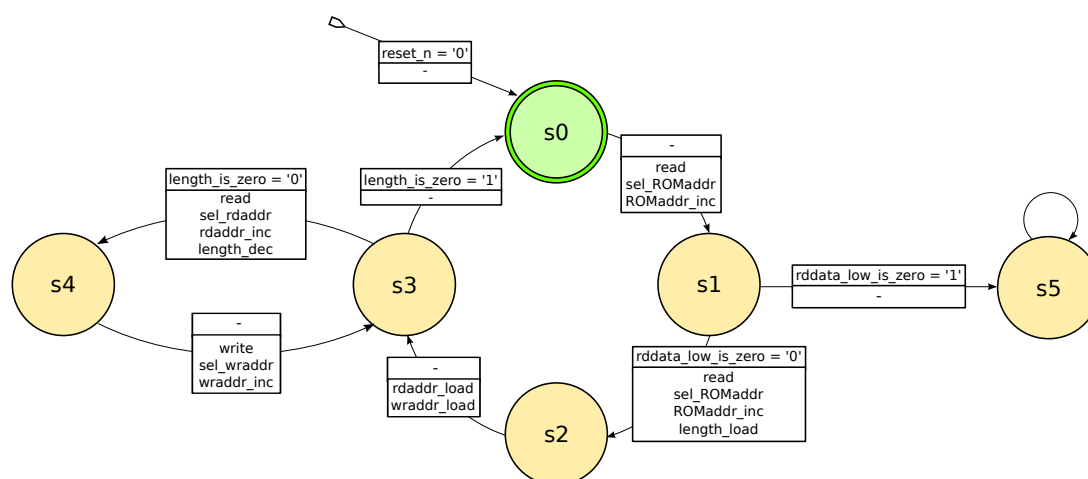 reset_n = '0'
-
s0
-
read
sel_ROMaddr
ROMaddr_inc
length_is_zero = '0'
read
sel_rdaddr
rdaddr_inc
length_dec
length_is_zero = '1'
-
s4
s3
s1
rddata_low_is_zero = '1'
-
s5
-
write
sel_wraddr
wraddr_inc
-
rdaddr_load
wraddr_load
rddata_low_is_zero = '0'
read
sel_ROMaddr
ROMaddr_inc
length_load
s2